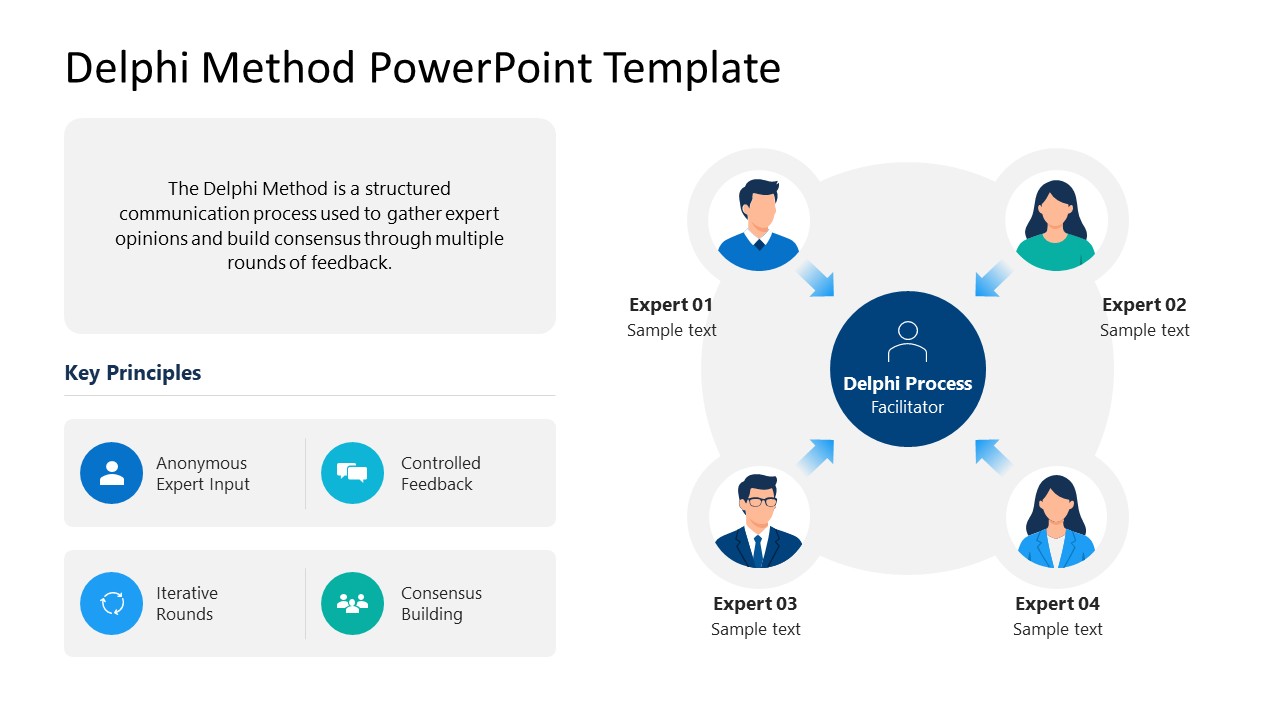 Delphi Method PowerPoint Template
The Delphi Method is a structured
communication process used to gather expert
opinions and build consensus through multiple
rounds of feedback.
Key Principles
Anonymous
Expert Input
Controlled
Feedback
Iterative
Rounds
Consensus
Building
Expert 01
Sample text
Expert 02
Sample text
Delphi Process
Facilitator
Expert 03
Sample text
Expert 04
Sample text